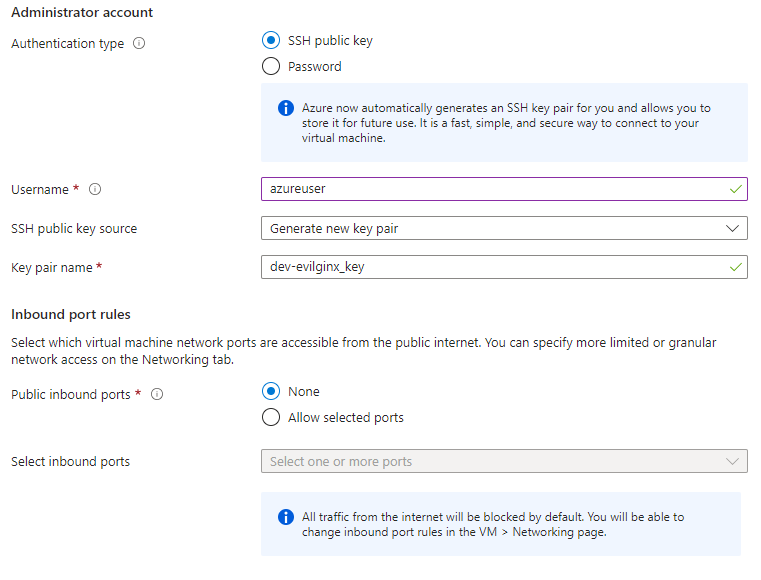 Administrator account
Authentication type
SSH public key
Password
Azure now automatically generates an SSH key pair for you and allows you to
store it for future use. It is a fast, simple, and secure way to connect to your
virtual machine.
Username *
azureuser
SSH public key source
Generate new key pair
Key pair name *
dev-evilginx_key
Inbound port rules
Select which virtual machine network ports are accessible from the public internet. You can specify more limited or granular
network access on the Networking tab.
Public inbound ports *
None
Allow selected ports
Select inbound ports
Select one or more ports
All traffic from the internet will be blocked by default. You will be able to
change inbound port rules in the VM > Networking page.